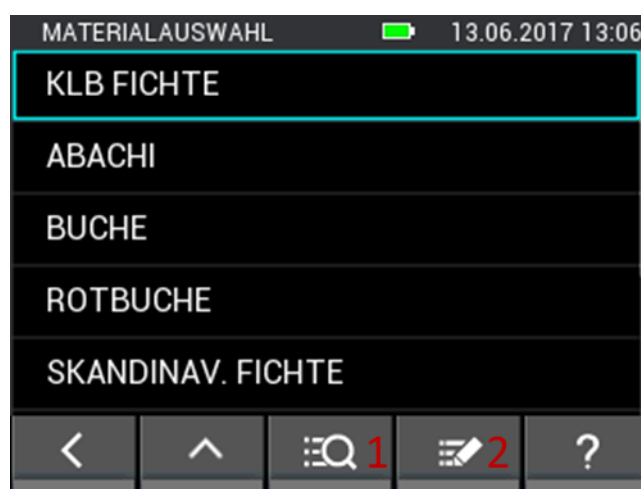 MATERIALAUSWAHL 13.06.2017 13:06
KLB FICHTE
ABACHI
BUCHE
ROTBUCHE
SKANDINAV. FICHTE
1 2 ?